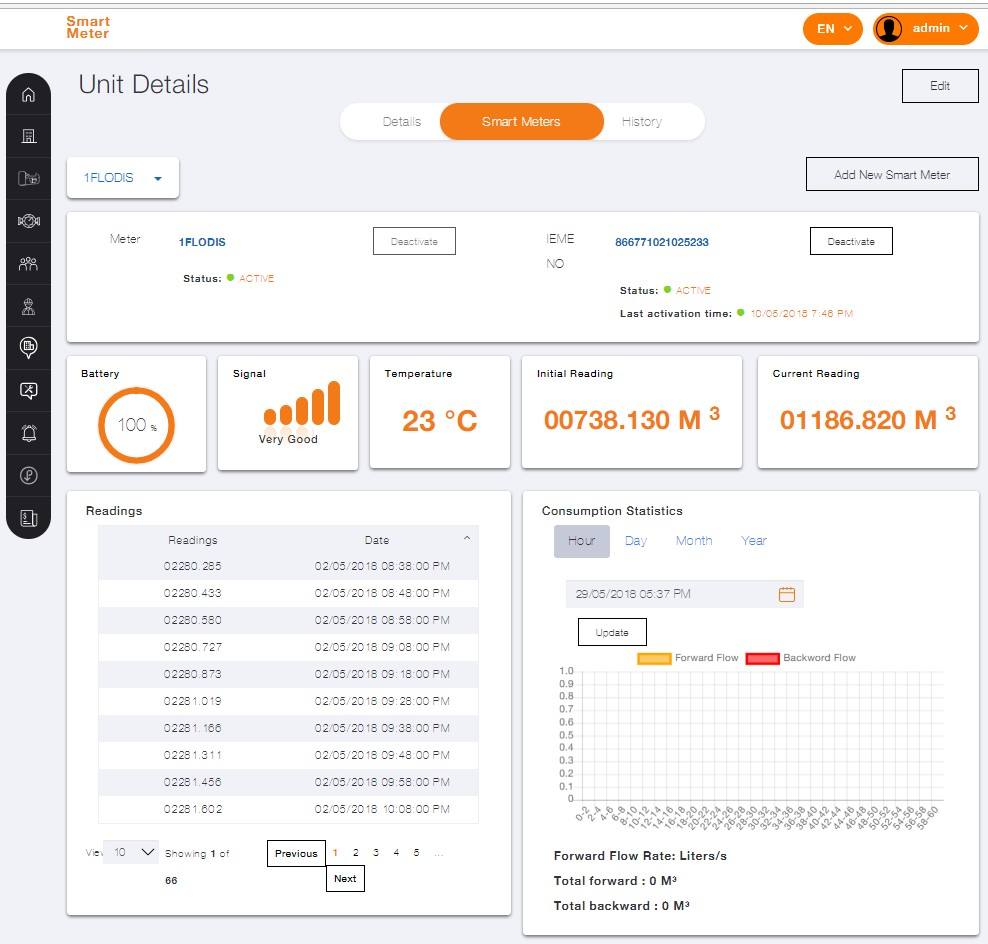 Smart
Meter
EN
admin
Unit Details
Edit
Details
Smart Meters
History
1FLODIS
Add New Smart Meter
Meter
1FLODIS
Deactivate
IEME
NO
866771021025233
Deactivate
Status: ACTIVE
Status: ACTIVE
Last activation time: 10/05/2018 7:46 PM
Battery
100 %
Signal
Very Good
Temperature
23 °C
Initial Reading
00738.130 M 3
Current Reading
01186.820 M 3
Readings
Readings Date
02280.285 02/05/2018 08:38:00 PM
02280.433 02/05/2018 08:48:00 PM
02280.580 02/05/2018 08:58:00 PM
02280.727 02/05/2018 09:08:00 PM
02280.873 02/05/2018 09:18:00 PM
02281.019 02/05/2018 09:28:00 PM
02281.166 02/05/2018 09:38:00 PM
02281.311 02/05/2018 09:48:00 PM
02281.456 02/05/2018 09:58:00 PM
02281.602 02/05/2018 10:08:00 PM
10
Showing 1 of
66
Previous 1 2 3 4 5 ...
Next
Consumption Statistics
Hour Day Month Year
29/05/2018 05:37 PM
Update
Forward Flow Backword Flow
1.0
0.9
0.8
0.7
0.6
0.5
0.4
0.3
0.2
0.1
0
0-2 2-4 4-6 6-8 8-10 10-12 12-14 14-16 16-18 18-20 20-22 22-24 24-26 26-28 28-30 30-32 32-34 34-36 36-38 38-40 40-42 42-44 44-46 46-48 48-50 50-52 52-54 54-56 56-58 58-60
Forward Flow Rate: Liters/s
Total forward : 0 M³
Total backward : 0 M³